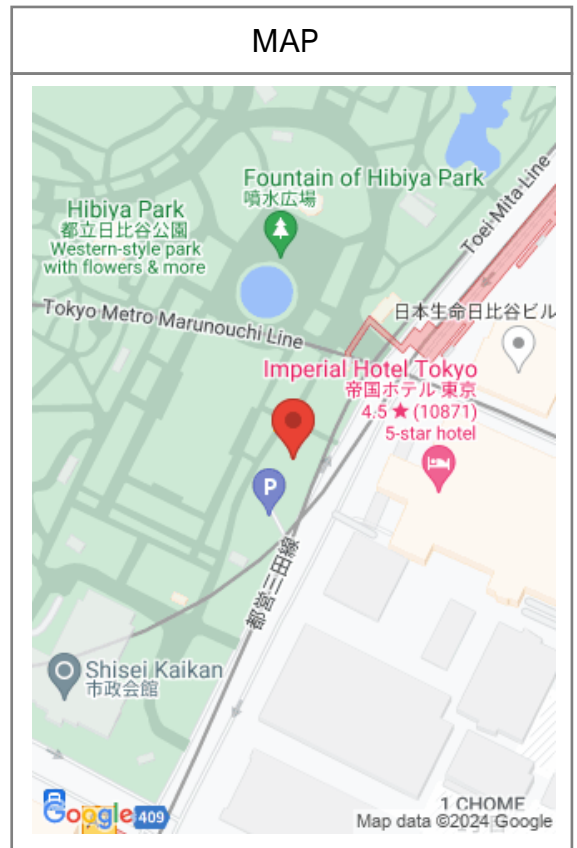 MAP
Fountain of Hibiya Park
噴水広場
Hibiya Park
都立日比谷公園
Western-style park
with flowers & more
Toei Mita Line
Tokyo Metro Marunouchi Line
日本生命日比谷ビル
Imperial Hotel Tokyo
帝国ホテル 東京
4.5 ★ (10871)
5-star hotel
P
都営三田線
Shisei Kaikan
市政会館
Google
409
1 CHOME
Map data ©2024 Google